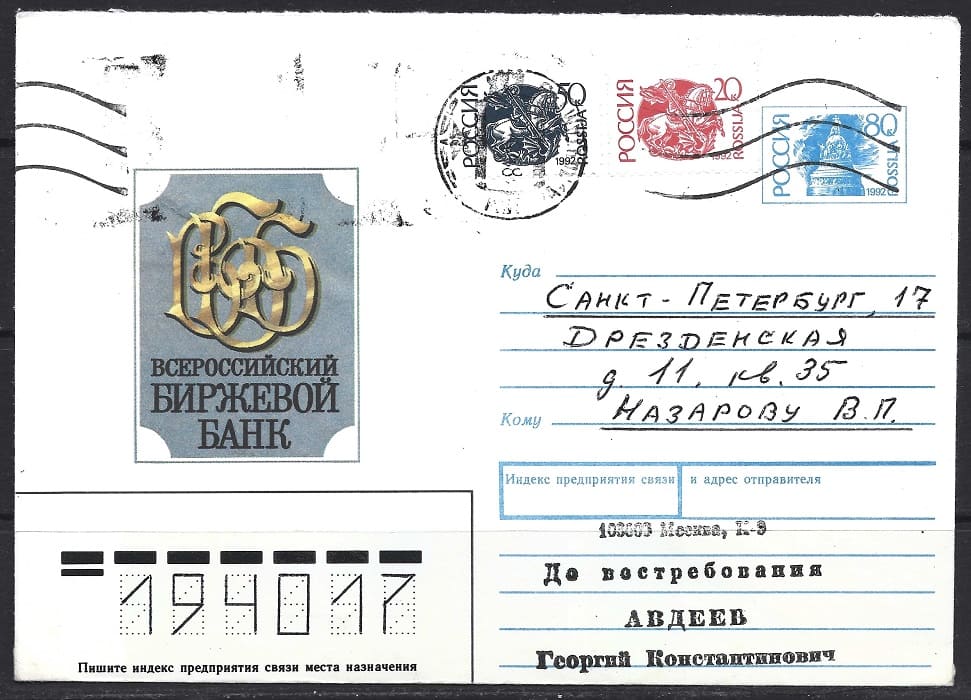 РОССИЯ 50 к ROSSIJA 1992
РОССИЯ 20 к ROSSIJA 1992
РОССИЯ 80 к ROSSIJA 1992
ВСЕРОССИЙСКИЙ
БИРЖЕВОЙ
БАНК
Куда
САНКТ-ПЕТЕРБУРГ, 17
ДРЕЗДЕНСКАЯ
д. 11, кв. 35
Кому НАЗАРОВУ В.П.
Индекс предприятия связи и адрес отправителя
103009 Москва, К-9
До востребования
АВДЕЕВ
Георгий Константинович
194017
Пишите индекс предприятия связи места назначения